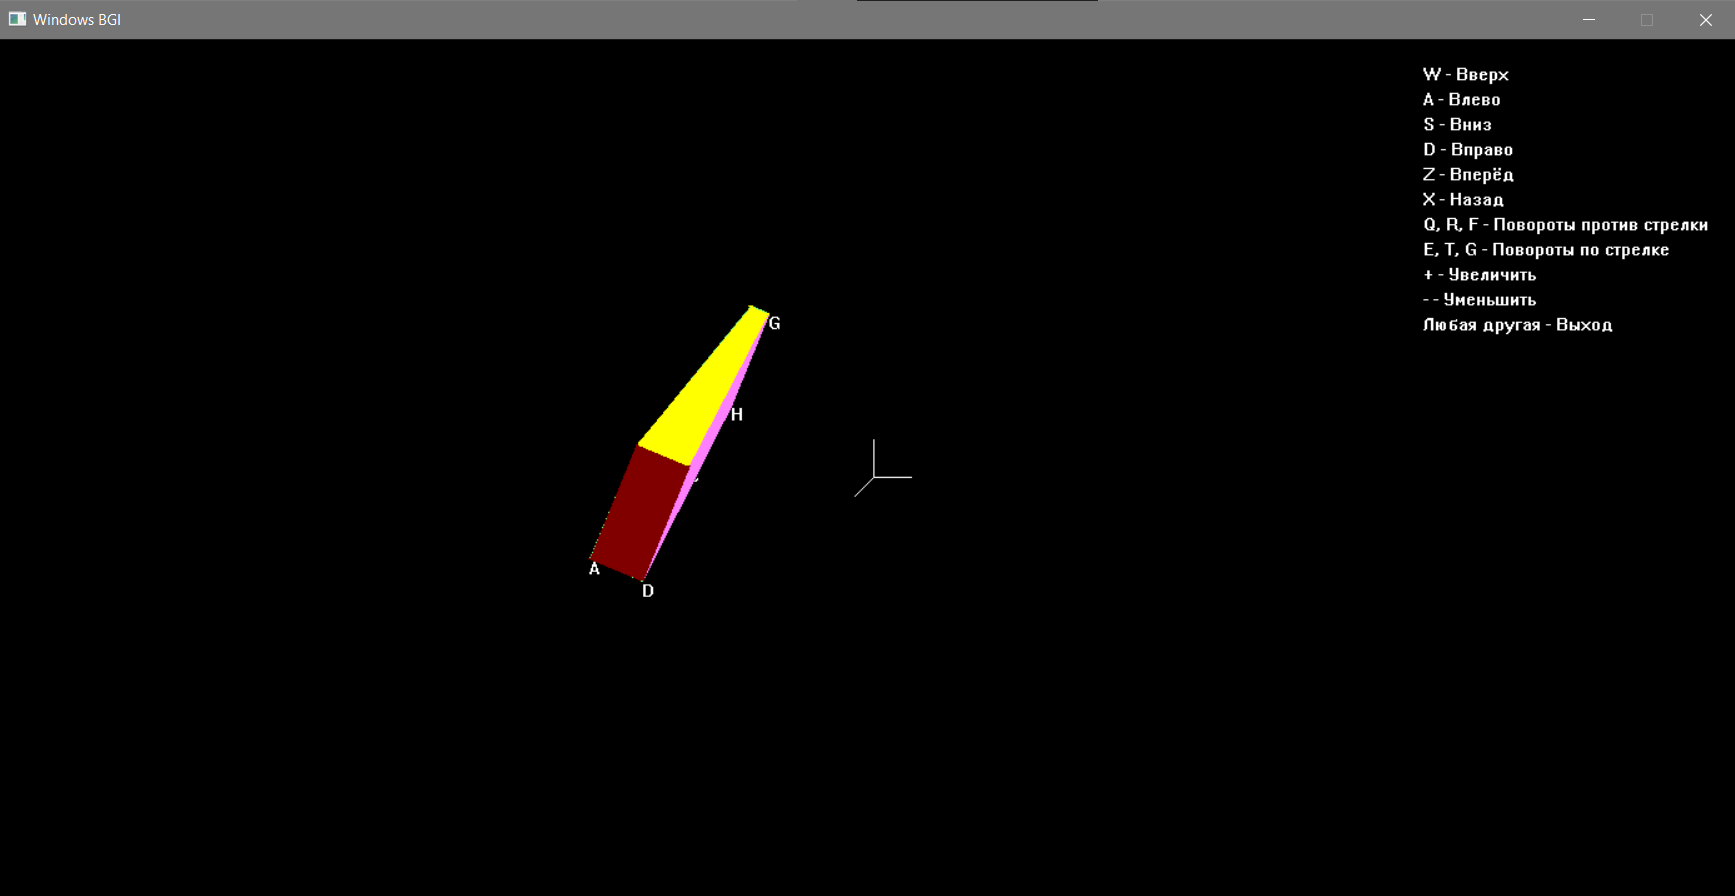 Windows BGI
W - Вверх
A - Влево
S - Вниз
D - Вправо
Z - Вперёд
X - Назад
Q, R, F - Повороты против стрелки
E, T, G - Повороты по стрелке
+ - Увеличить
- - Уменьшить
Любая другая - Выход
G
H
A
D